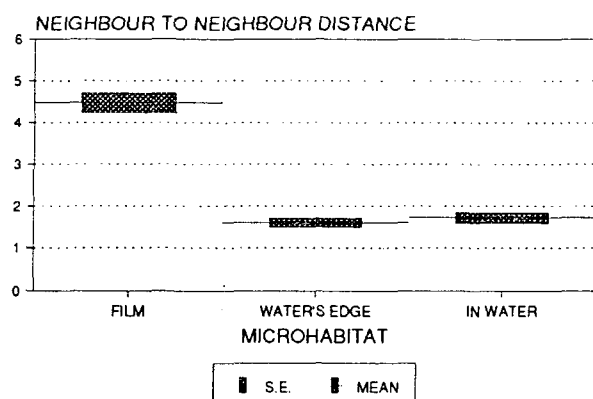 NEIGHBOUR TO NEIGHBOUR DISTANCE
6
5
4
3
2
1
0
FILM WATER'S EDGE IN WATER
MICROHABITAT
S.E. MEAN